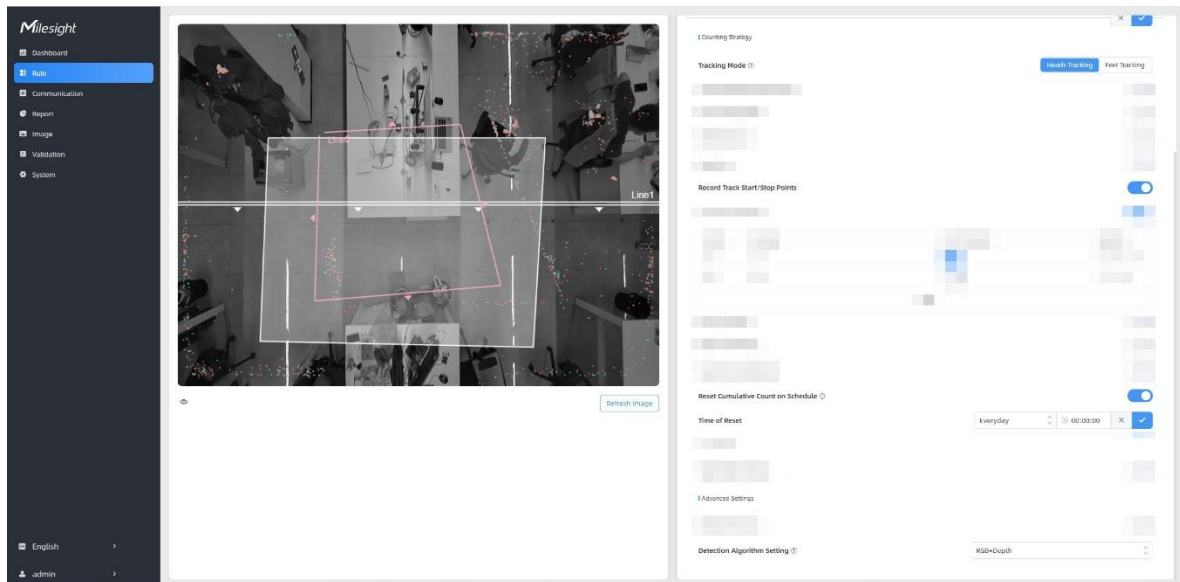 Milesight
Dashboard
Rule
Communication
Report
Image
Validation
System
English
admin
Line2
Line1
Refresh Image
Counting Strategy
Tracking Mode
Heads Tracking Feet Tracking
Record Track Start/Stop Points
Reset Cumulative Count on Schedule
Time of Reset Everyday 00:00:00
Advanced Settings
Detection Algorithm Setting RGB+Depth